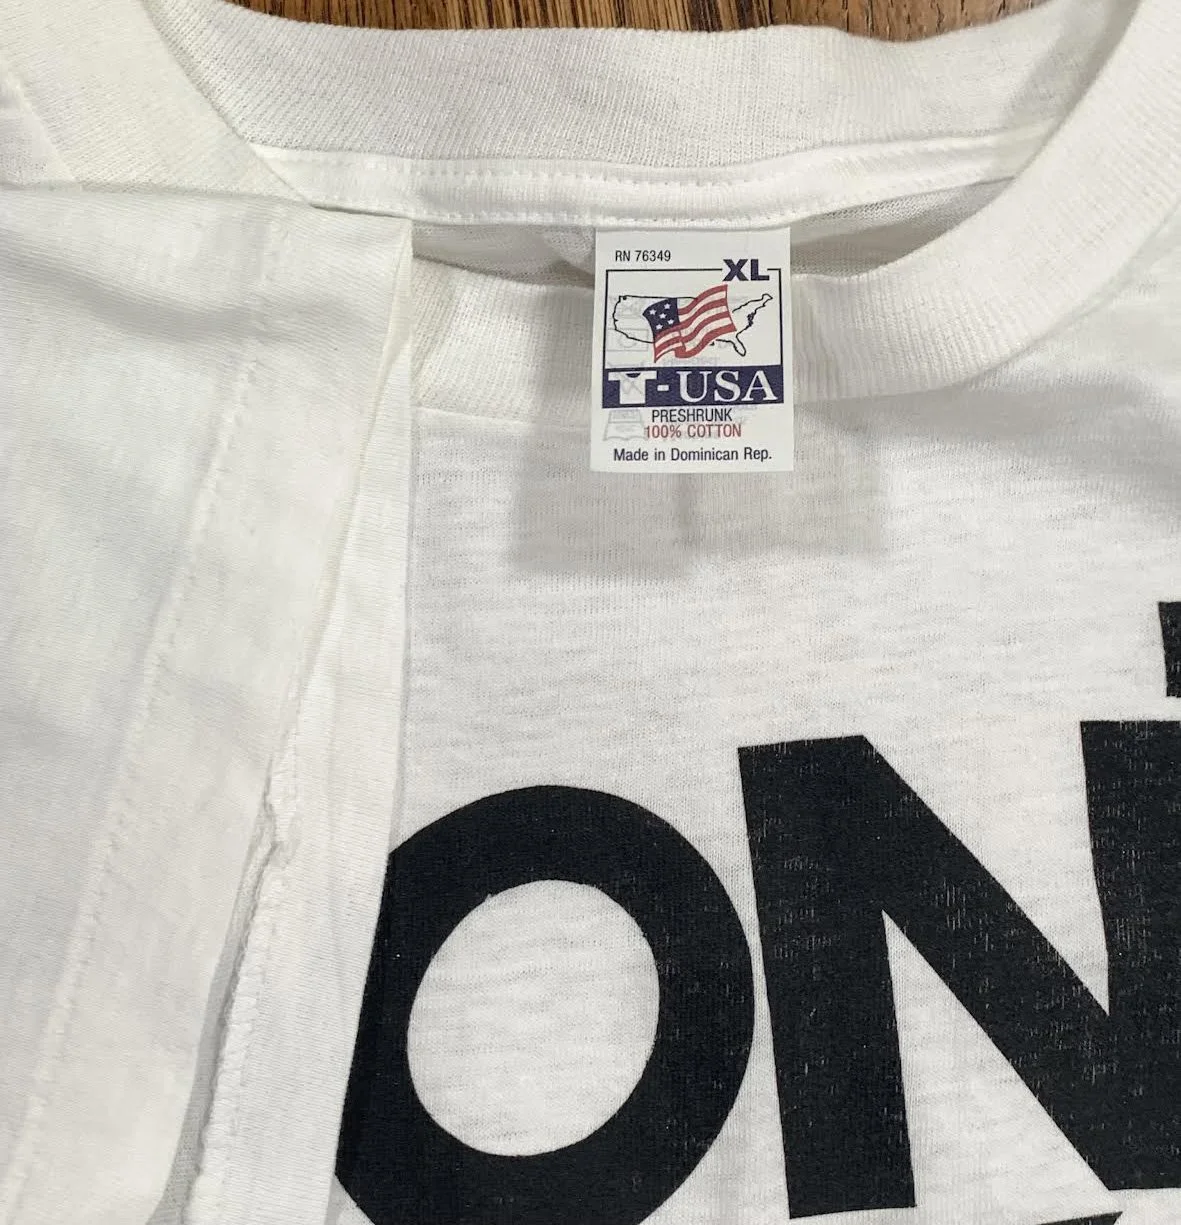 RN 76349
XL
T-USA
PRESHRUNK
100% COTTON
Made in Dominican Rep.
ON